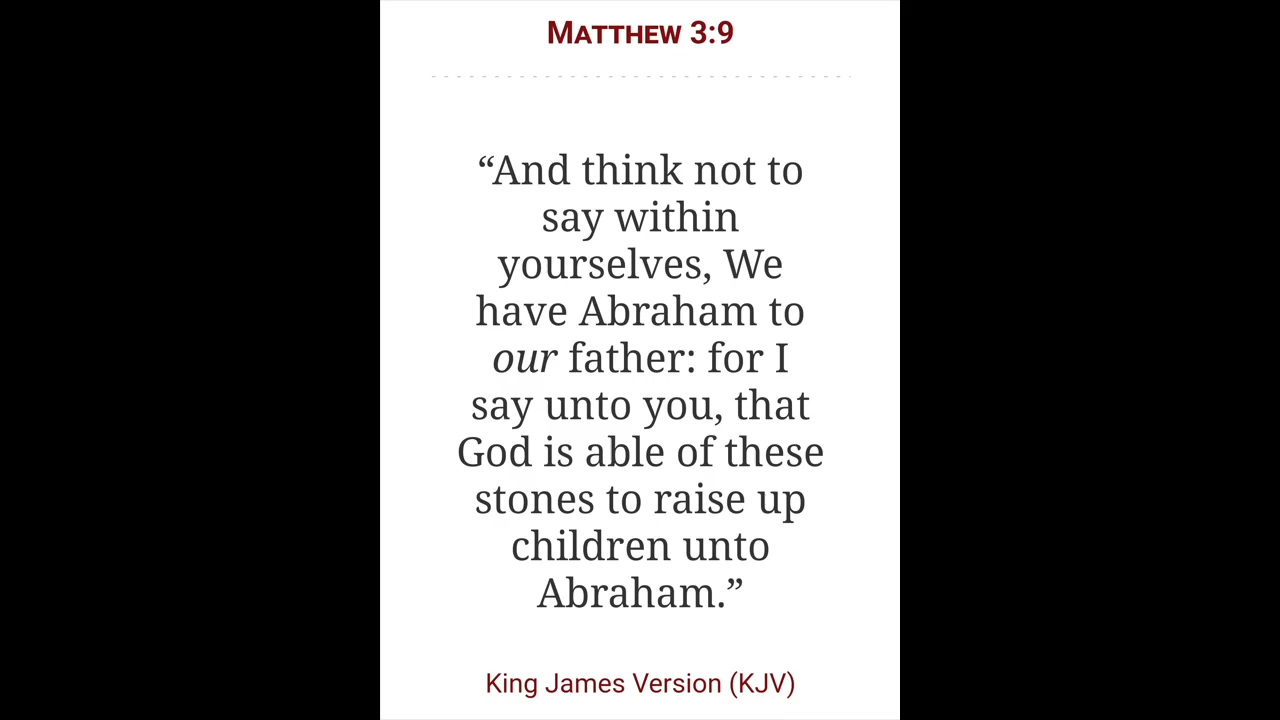 MATTHEW 3:9
“And think not to
say within
yourselves, We
have Abraham to
our father: for I
say unto you, that
God is able of these
stones to raise up
children unto
Abraham.”
King James Version (KJV)